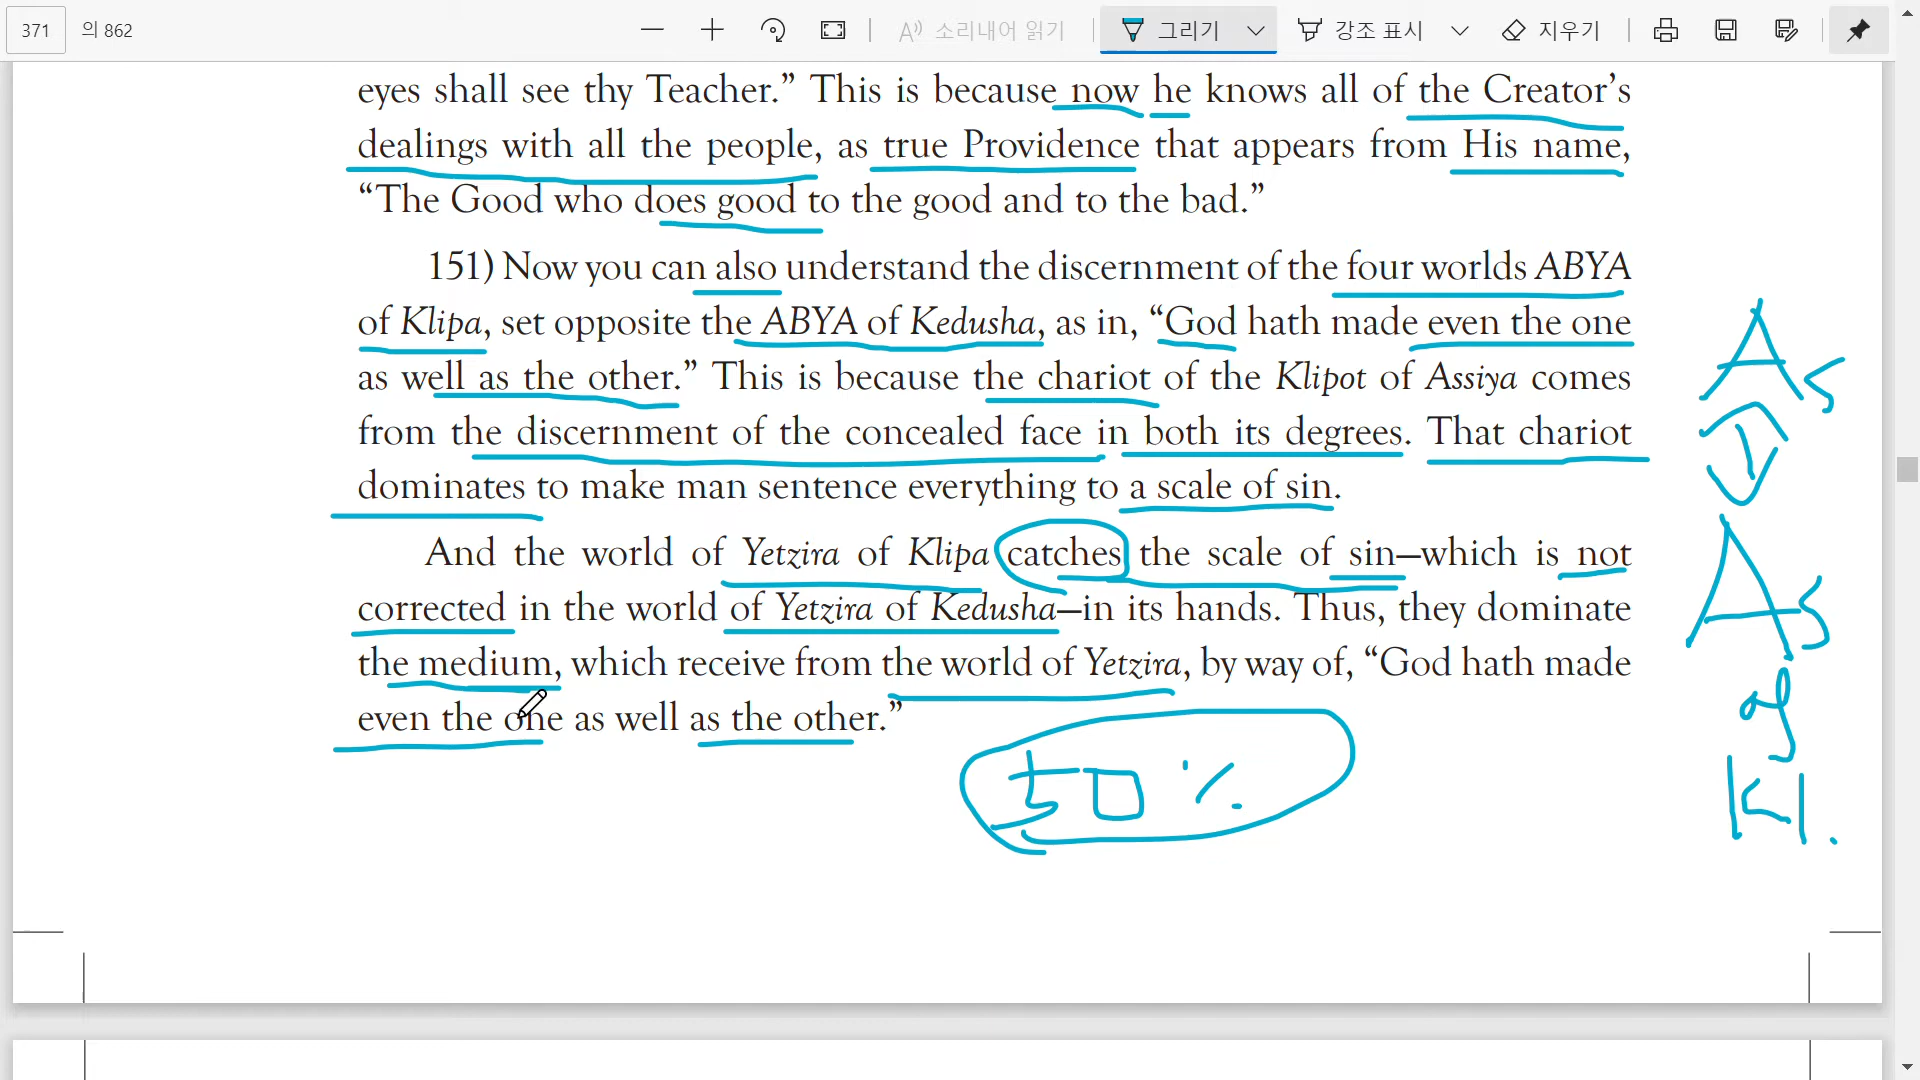 371 의 862 소리내어 읽기 그리기 강조 표시 지우기
eyes shall see thy Teacher.” This is because now he knows all of the Creator’s
dealings with all the people, as true Providence that appears from His name,
“The Good who does good to the good and to the bad.”
151) Now you can also understand the discernment of the four worlds ABYA
of Klipa, set opposite the ABYA of Kedusha, as in, “God hath made even the one
as well as the other.” This is because the chariot of the Klipot of Assiya comes
from the discernment of the concealed face in both its degrees. That chariot
dominates to make man sentence everything to a scale of sin.
And the world of Yetzira of Klipa catches the scale of sin—which is not
corrected in the world of Yetzira of Kedusha—in its hands. Thus, they dominate
the medium, which receive from the world of Yetzira, by way of, “God hath made
even the one as well as the other.”
50 %
As
As
of
Kl.